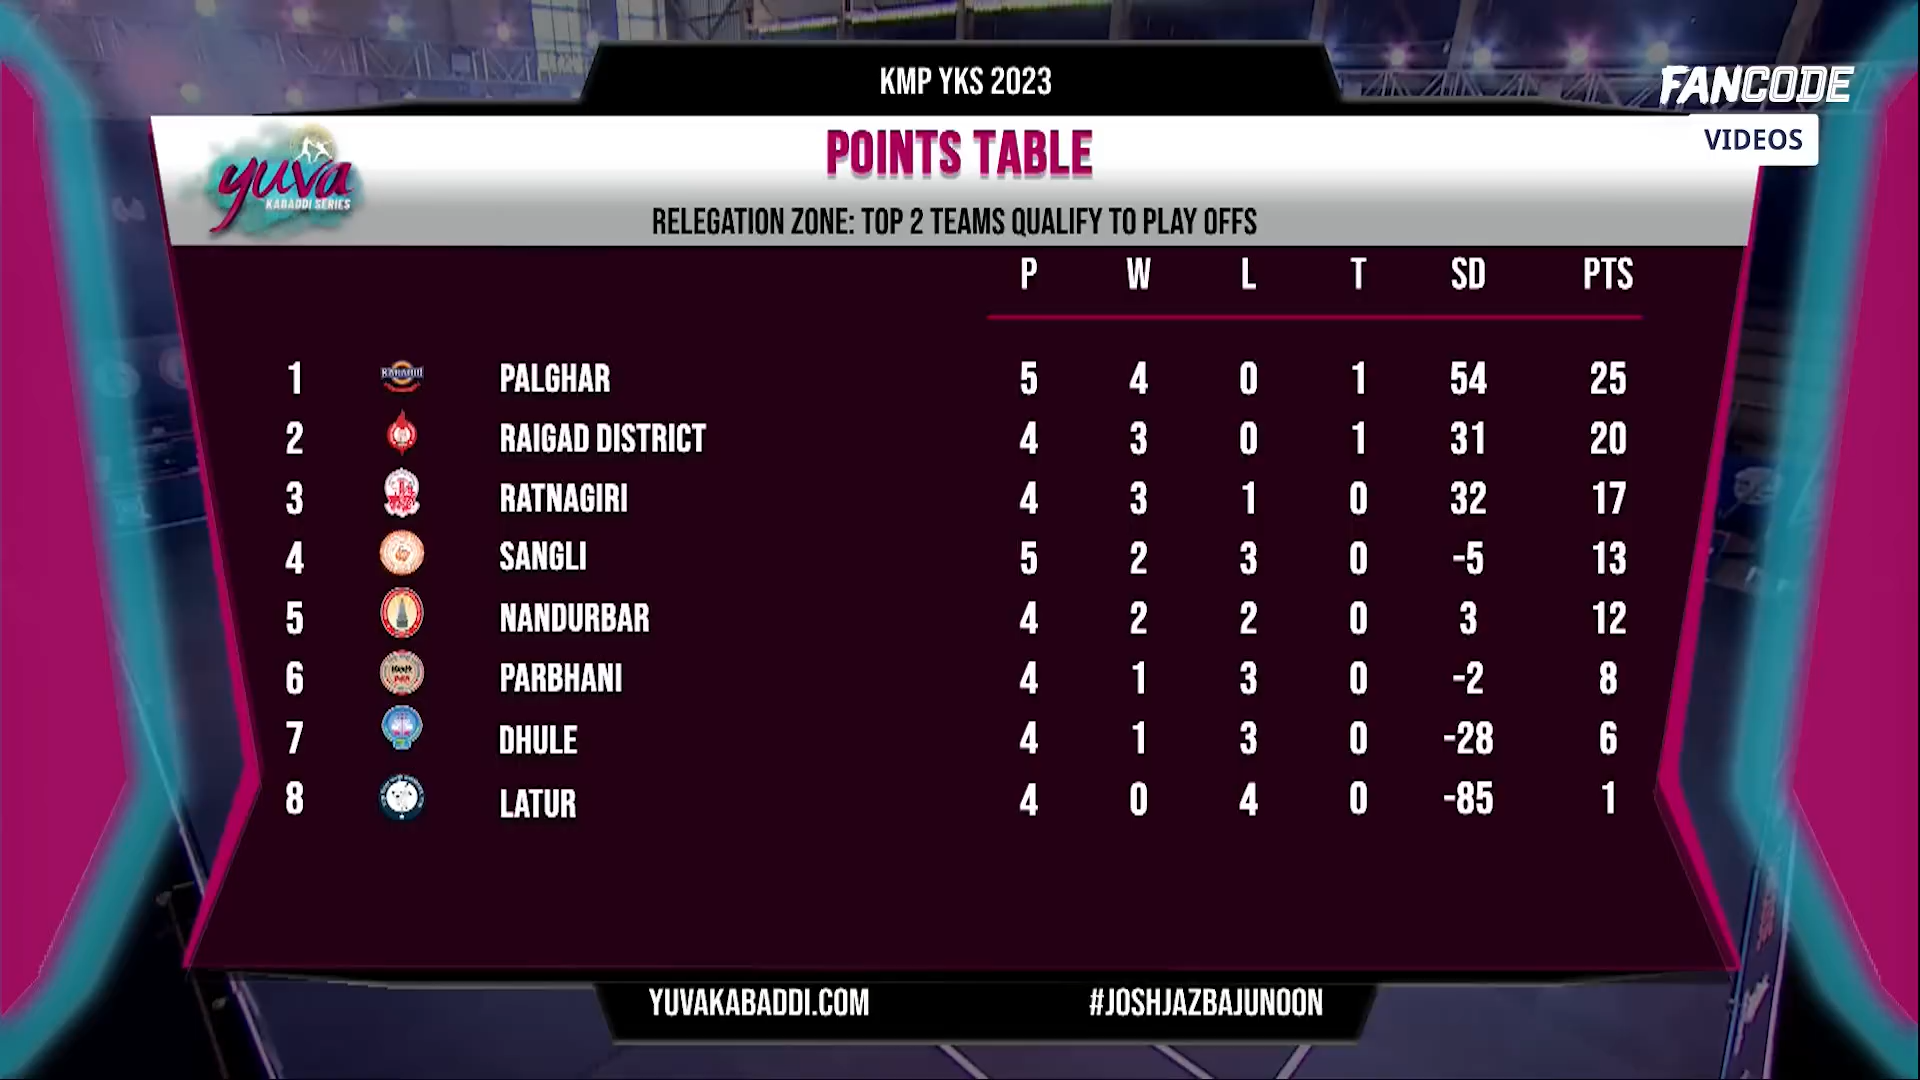 KMP YKS 2023
FANCODE
VIDEOS
POINTS TABLE
yuva
KABADDI SERIES
RELEGATION ZONE: TOP 2 TEAMS QUALIFY TO PLAY OFFS
P W L T SD PTS
1 PALGHAR 5 4 0 1 54 25
2 RAIGAD DISTRICT 4 3 0 1 31 20
3 RATNAGIRI 4 3 1 0 32 17
4 SANGLI 5 2 3 0 -5 13
5 NANDURBAR 4 2 2 0 3 12
6 PARBHANI 4 1 3 0 -2 8
7 DHULE 4 1 3 0 -28 6
8 LATUR 4 0 4 0 -85 1
YUVAKABADDI.COM #JOSHJAZBAJUNOON